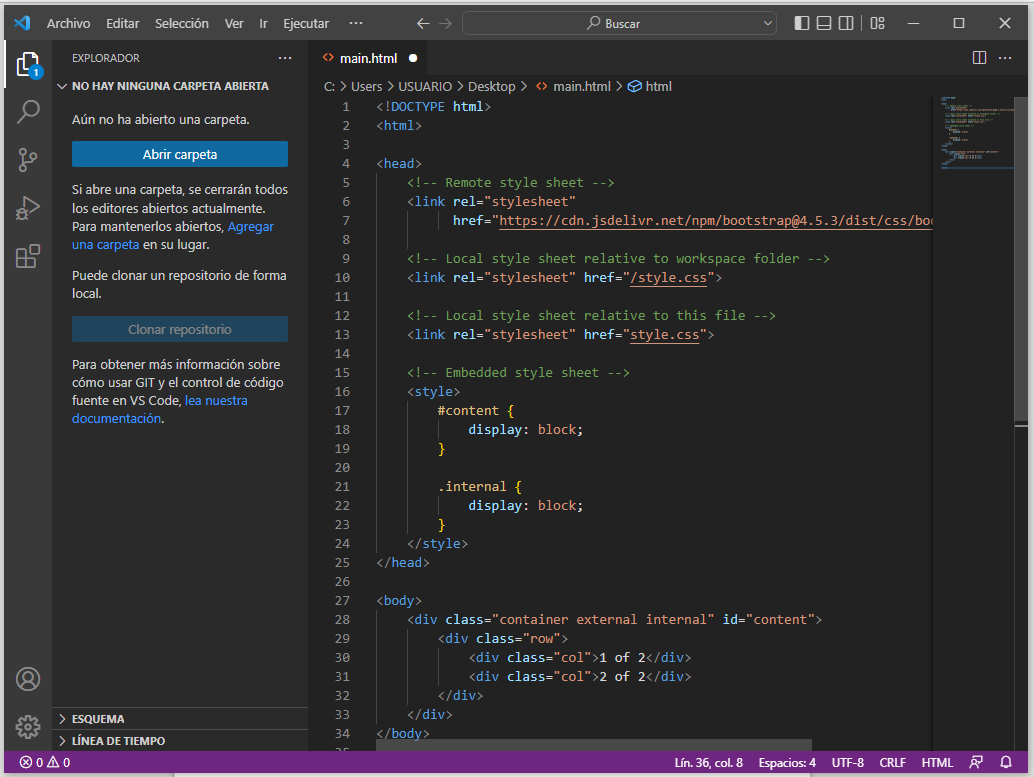 Archivo Editar Selección Ver Ir Ejecutar ··· Buscar
EXPLORADOR ···
NO HAY NINGUNA CARPETA ABIERTA
Aún no ha abierto una carpeta.
Abrir carpeta
Si abre una carpeta, se cerrarán todos
los editores abiertos actualmente.
Para mantenerlos abiertos, Agregar
una carpeta en su lugar.
Puede clonar un repositorio de forma
local.
Clonar repositorio
Para obtener más información sobre
cómo usar GIT y el control de código
fuente en VS Code, lea nuestra
documentación.
ESQUEMA
LÍNEA DE TIEMPO
1
main.html
C: > Users > USUARIO > Desktop > main.html > html
1 <!DOCTYPE html>
2 <html>
3
4 <head>
5 <!-- Remote style sheet -->
6 <link rel="stylesheet"
7 href="https://cdn.jsdelivr.net/npm/bootstrap@4.5.3/dist/css/boo
8
9 <!-- Local style sheet relative to workspace folder -->
10 <link rel="stylesheet" href="/style.css">
11
12 <!-- Local style sheet relative to this file -->
13 <link rel="stylesheet" href="style.css">
14
15 <!-- Embedded style sheet -->
16 <style>
17 #content {
18 display: block;
19 }
20
21 .internal {
22 display: block;
23 }
24 </style>
25 </head>
26
27 <body>
28 <div class="container external internal" id="content">
29 <div class="row">
30 <div class="col">1 of 2</div>
31 <div class="col">2 of 2</div>
32 </div>
33 </div>
34 </body>
35
0 0 Lín. 36, col. 8 Espacios: 4 UTF-8 CRLF HTML